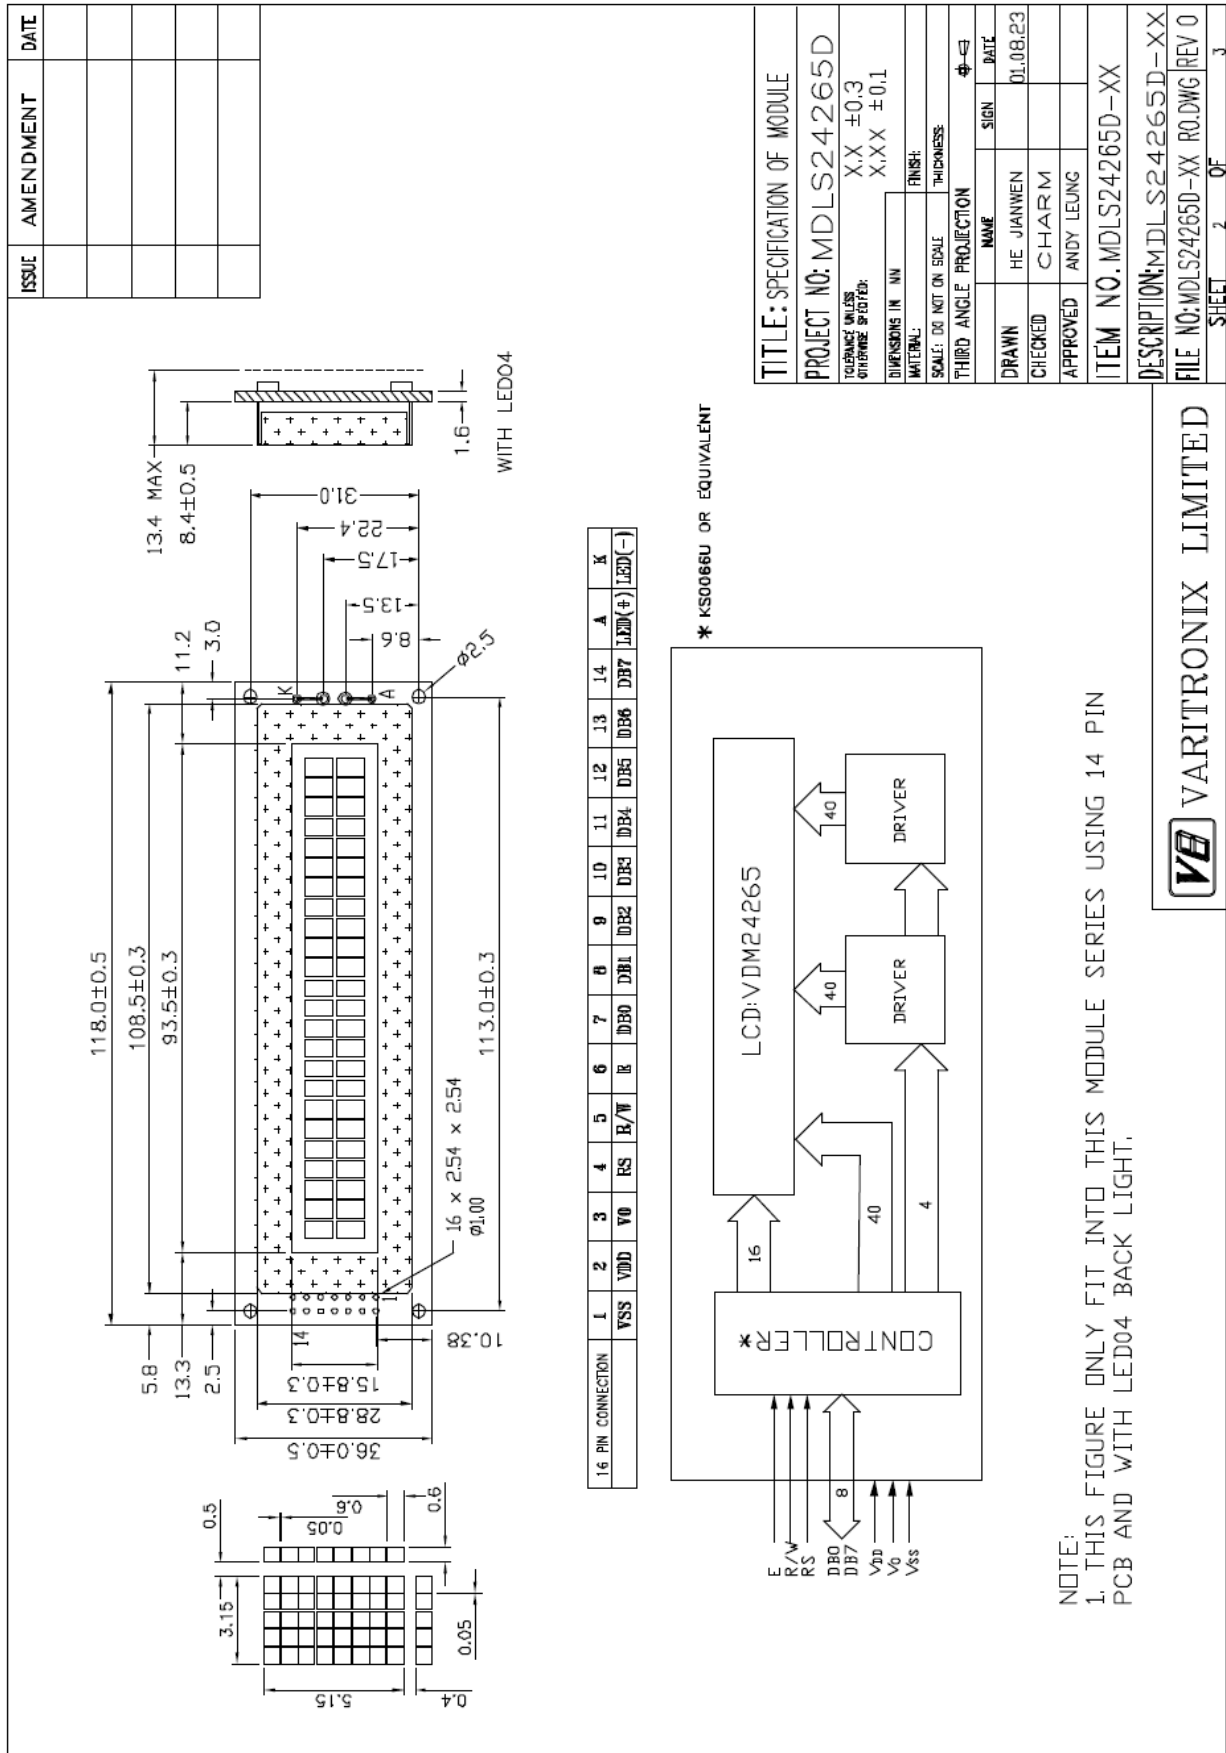 ISSUE AMENDMENT DATE
13.4 MAX
8.4±0.5
1.6
WITH LED04
118.0±0.5
108.5±0.3
93.5±0.3
11.2
3.0
5.8
13.3
2.5
31.0
22.4
17.5
13.5
8.6
K
A
ø2.5
113.0±0.3
14
1
16 x 2.54 x 2.54
ø1.00
10.38
15.8±0.3
28.8±0.3
36.0±0.5
0.5
0.6
0.05
0.6
3.15
5.15
0.05
0.4
16 PIN CONNECTION 1 2 3 4 5 6 7 8 9 10 11 12 13 14 A K
VSS VDD V0 RS R/W E DB0 DB1 DB2 DB3 DB4 DB5 DB6 DB7 LED(+) LED(-)
* KS0066U OR EQUIVALENT
E
R/W
RS
DB0
DB7
VDD
V0
VSS
8
CONTROLLER*
16
40
4
LCD:VDM24265
40
40
DRIVER
DRIVER
NOTE:
1. THIS FIGURE ONLY FIT INTO THIS MODULE SERIES USING 14 PIN
PCB AND WITH LED04 BACK LIGHT.
VARITRONIX LIMITED
TITLE: SPECIFICATION OF MODULE
PROJECT NO: MDLS24265D
TOLERANCE UNLESS
OTHERWISE SPECIFIED:
X.X ±0.3
X.XX ±0.1
DIMENSIONS IN MM
MATERIAL: FINISH:
SCALE: DO NOT ON SCALE THICKNESS:
THIRD ANGLE PROJECTION
NAME SIGN DATE
DRAWN HE JIANWEN 01.08.23
CHECKED CHARM
APPROVED ANDY LEUNG
ITEM NO. MDLS24265D-XX
DESCRIPTION:MDLS24265D-XX
FILE NO:MDLS24265D-XX R0.DWG REV 0
SHEET 2 OF 3